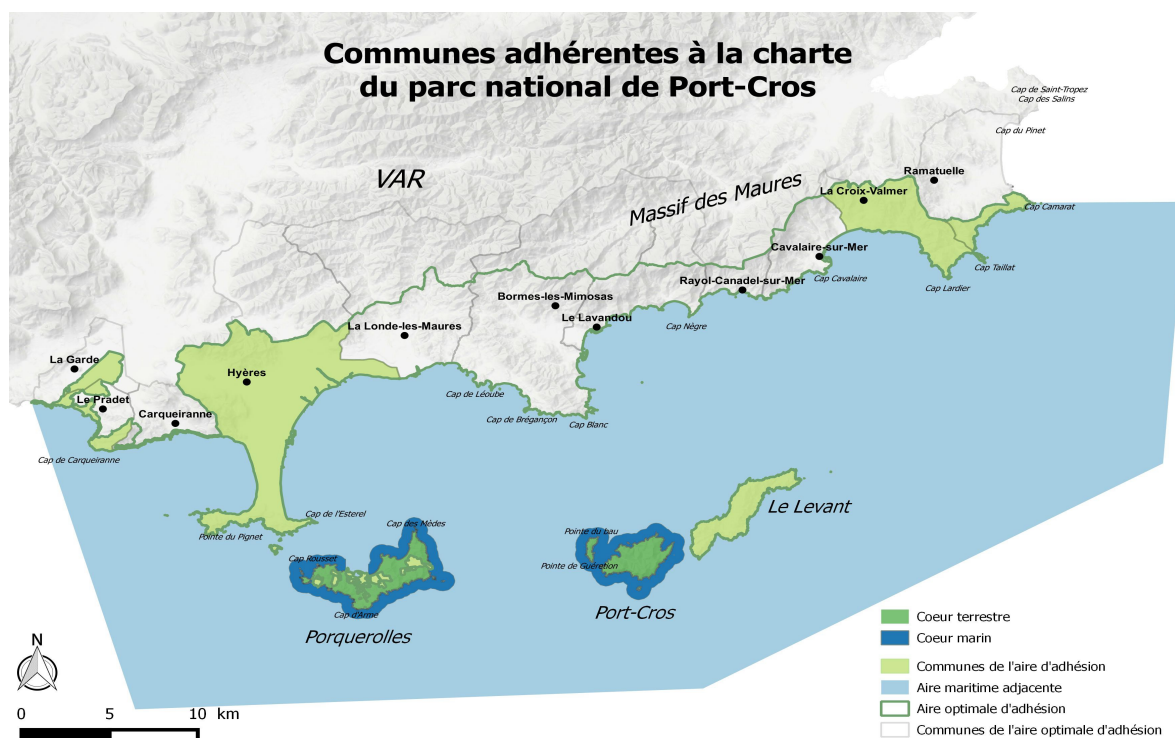 Communes adhérentes à la charte
du parc national de Port-Cros
Cap de Saint-Tropez
Cap des Salins
Cap du Pinet
VAR
Massif des Maures
Ramatuelle
La Croix-Valmer
Cap Camarat
Cavalaire-sur-Mer
Cap Taillat
Cap Cavalaire
Rayol-Canadel-sur-Mer
Cap Lardier
Bormes-les-Mimosas
Le Lavandou
Cap Nègre
La Londe-les-Maures
La Garde
Hyères
Le Pradet
Cap de Léoube
Carqueiranne
Cap de Brégançon
Cap Blanc
Cap de Carqueiranne
Cap de l'Esterel
Le Levant
Cap des Mèdes
Pointe du Pignet
Pointe du bau
Cap Rousset
Pointe de Guéretion
Cap d'Arme
Port-Cros
Porquerolles
Coeur terrestre
Coeur marin
Communes de l'aire d'adhésion
Aire maritime adjacente
Aire optimale d'adhésion
Communes de l'aire optimale d'adhésion
N
0 5 10 km